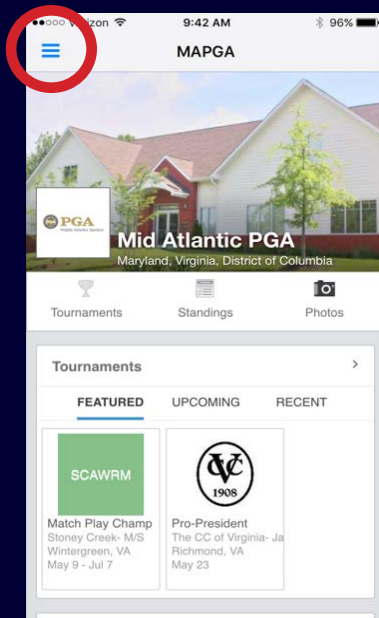 9:42 AM
96%
MAPGA
PGA
Mid Atlantic PGA
Maryland, Virginia, District of Columbia
Tournaments
Standings
Photos
Tournaments
FEATURED
UPCOMING
RECENT
SCAWRM
VC
1908
Match Play Champ
Stoney Creek- M/S
Wintergreen, VA
May 9 - Jul 7
Pro-President
The CC of Virginia- Ja
Richmond, VA
May 23